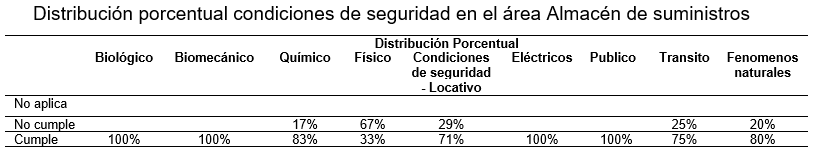 Distribución porcentual condiciones de seguridad en el área Almacén de suministros
Distribución Porcentual
Biológico Biomecánico Químico Físico Condiciones de seguridad - Locativo Eléctricos Publico Transito Fenomenos naturales
No aplica
No cumple 17% 67% 29% 25% 20%
Cumple 100% 100% 83% 33% 71% 100% 100% 75% 80%